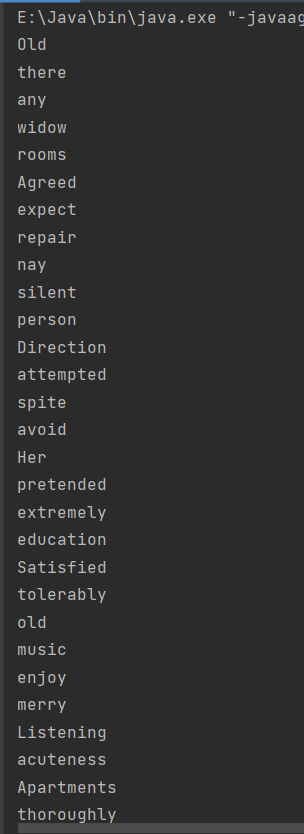 E:\Java\bin\java.exe "-javaag
Old
there
any
widow
rooms
Agreed
expect
repair
nay
silent
person
Direction
attempted
spite
avoid
Her
pretended
extremely
education
Satisfied
tolerably
old
music
enjoy
merry
Listening
acuteness
Apartments
thoroughly